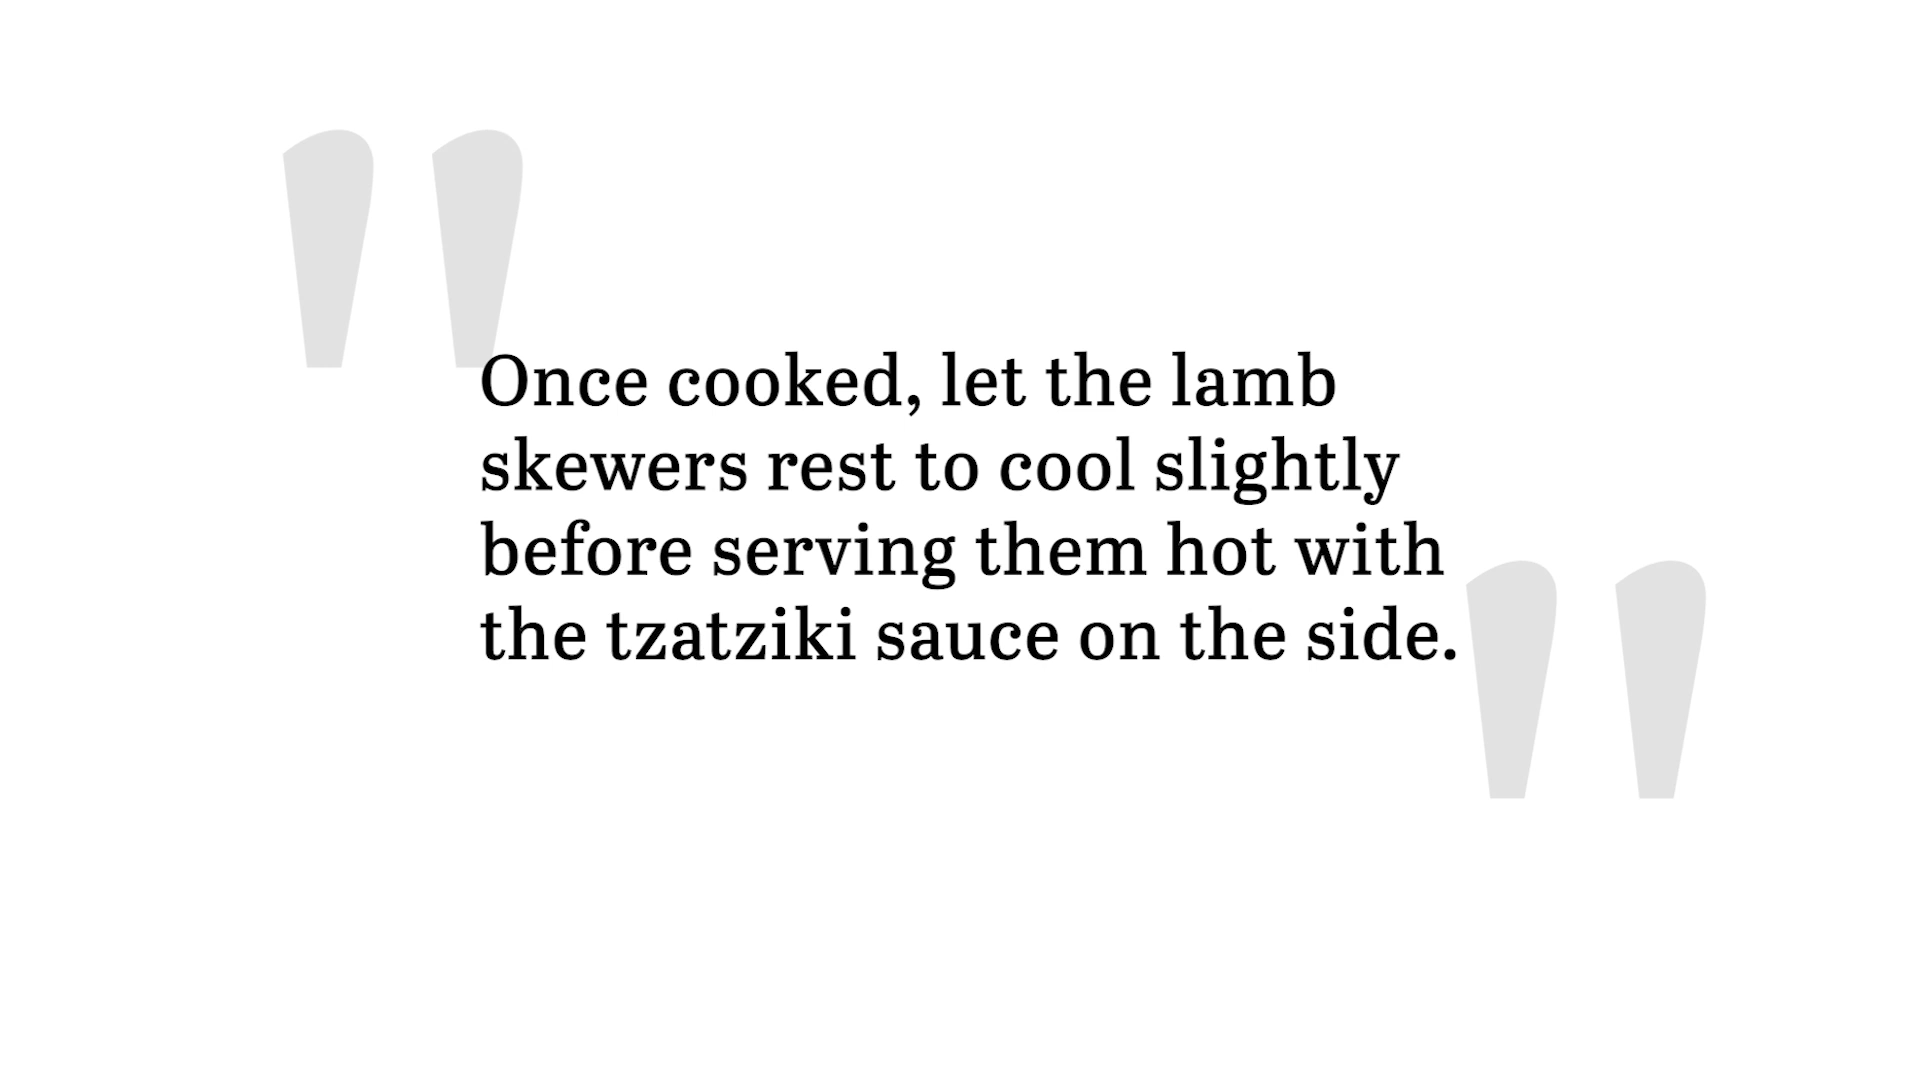 "Once cooked, let the lamb
skewers rest to cool slightly
before serving them hot with
the tzatziki sauce on the side."